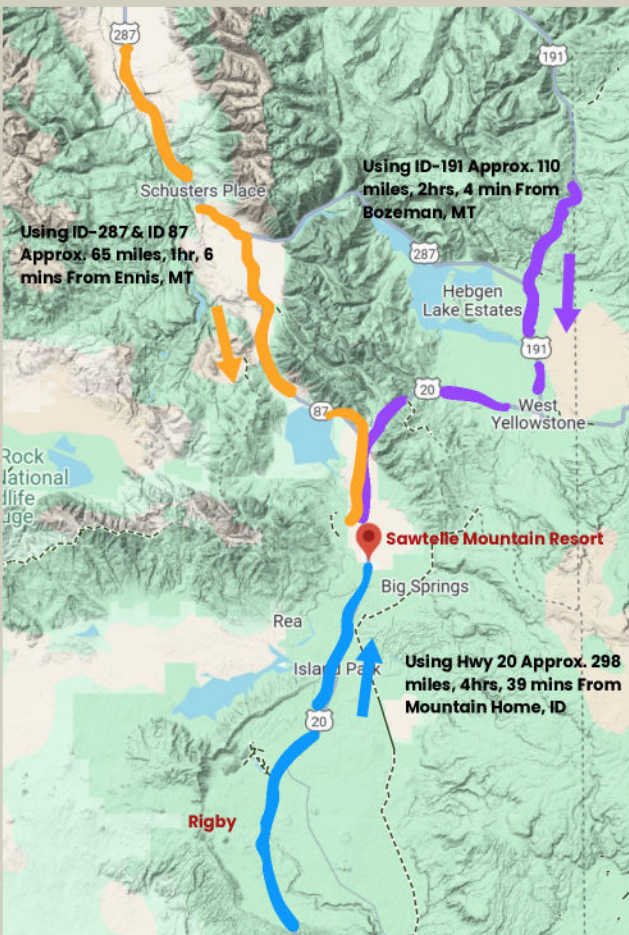 287
191
Schusters Place
Using ID-191 Approx. 110
miles, 2hrs, 4 min From
Bozeman, MT
Using ID-287 & ID 87
Approx. 65 miles, 1hr, 6
mins From Ennis, MT
287
Hebgen
Lake Estates
191
20
West
Yellowstone
87
Rock
National
dlife
uge
Sawtelle Mountain Resort
Big Springs
Rea
Island Park
Using Hwy 20 Approx. 298
miles, 4hrs, 39 mins From
Mountain Home, ID
20
Rigby